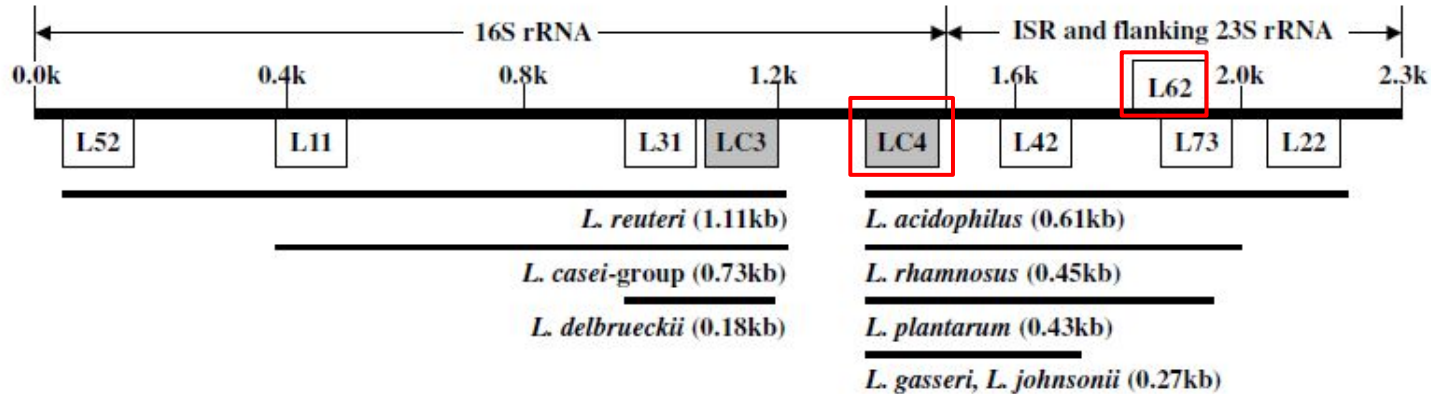 16S rRNA ISR and flanking 23S rRNA
0.0k 0.4k 0.8k 1.2k 1.6k 2.0k 2.3k
L62
L52 L11 L31 LC3 LC4 L42 L73 L22
L. reuteri (1.11kb) L. acidophilus (0.61kb)
L. casei-group (0.73kb) L. rhamnosus (0.45kb)
L. delbrueckii (0.18kb) L. plantarum (0.43kb)
L. gasseri, L. johnsonii (0.27kb)